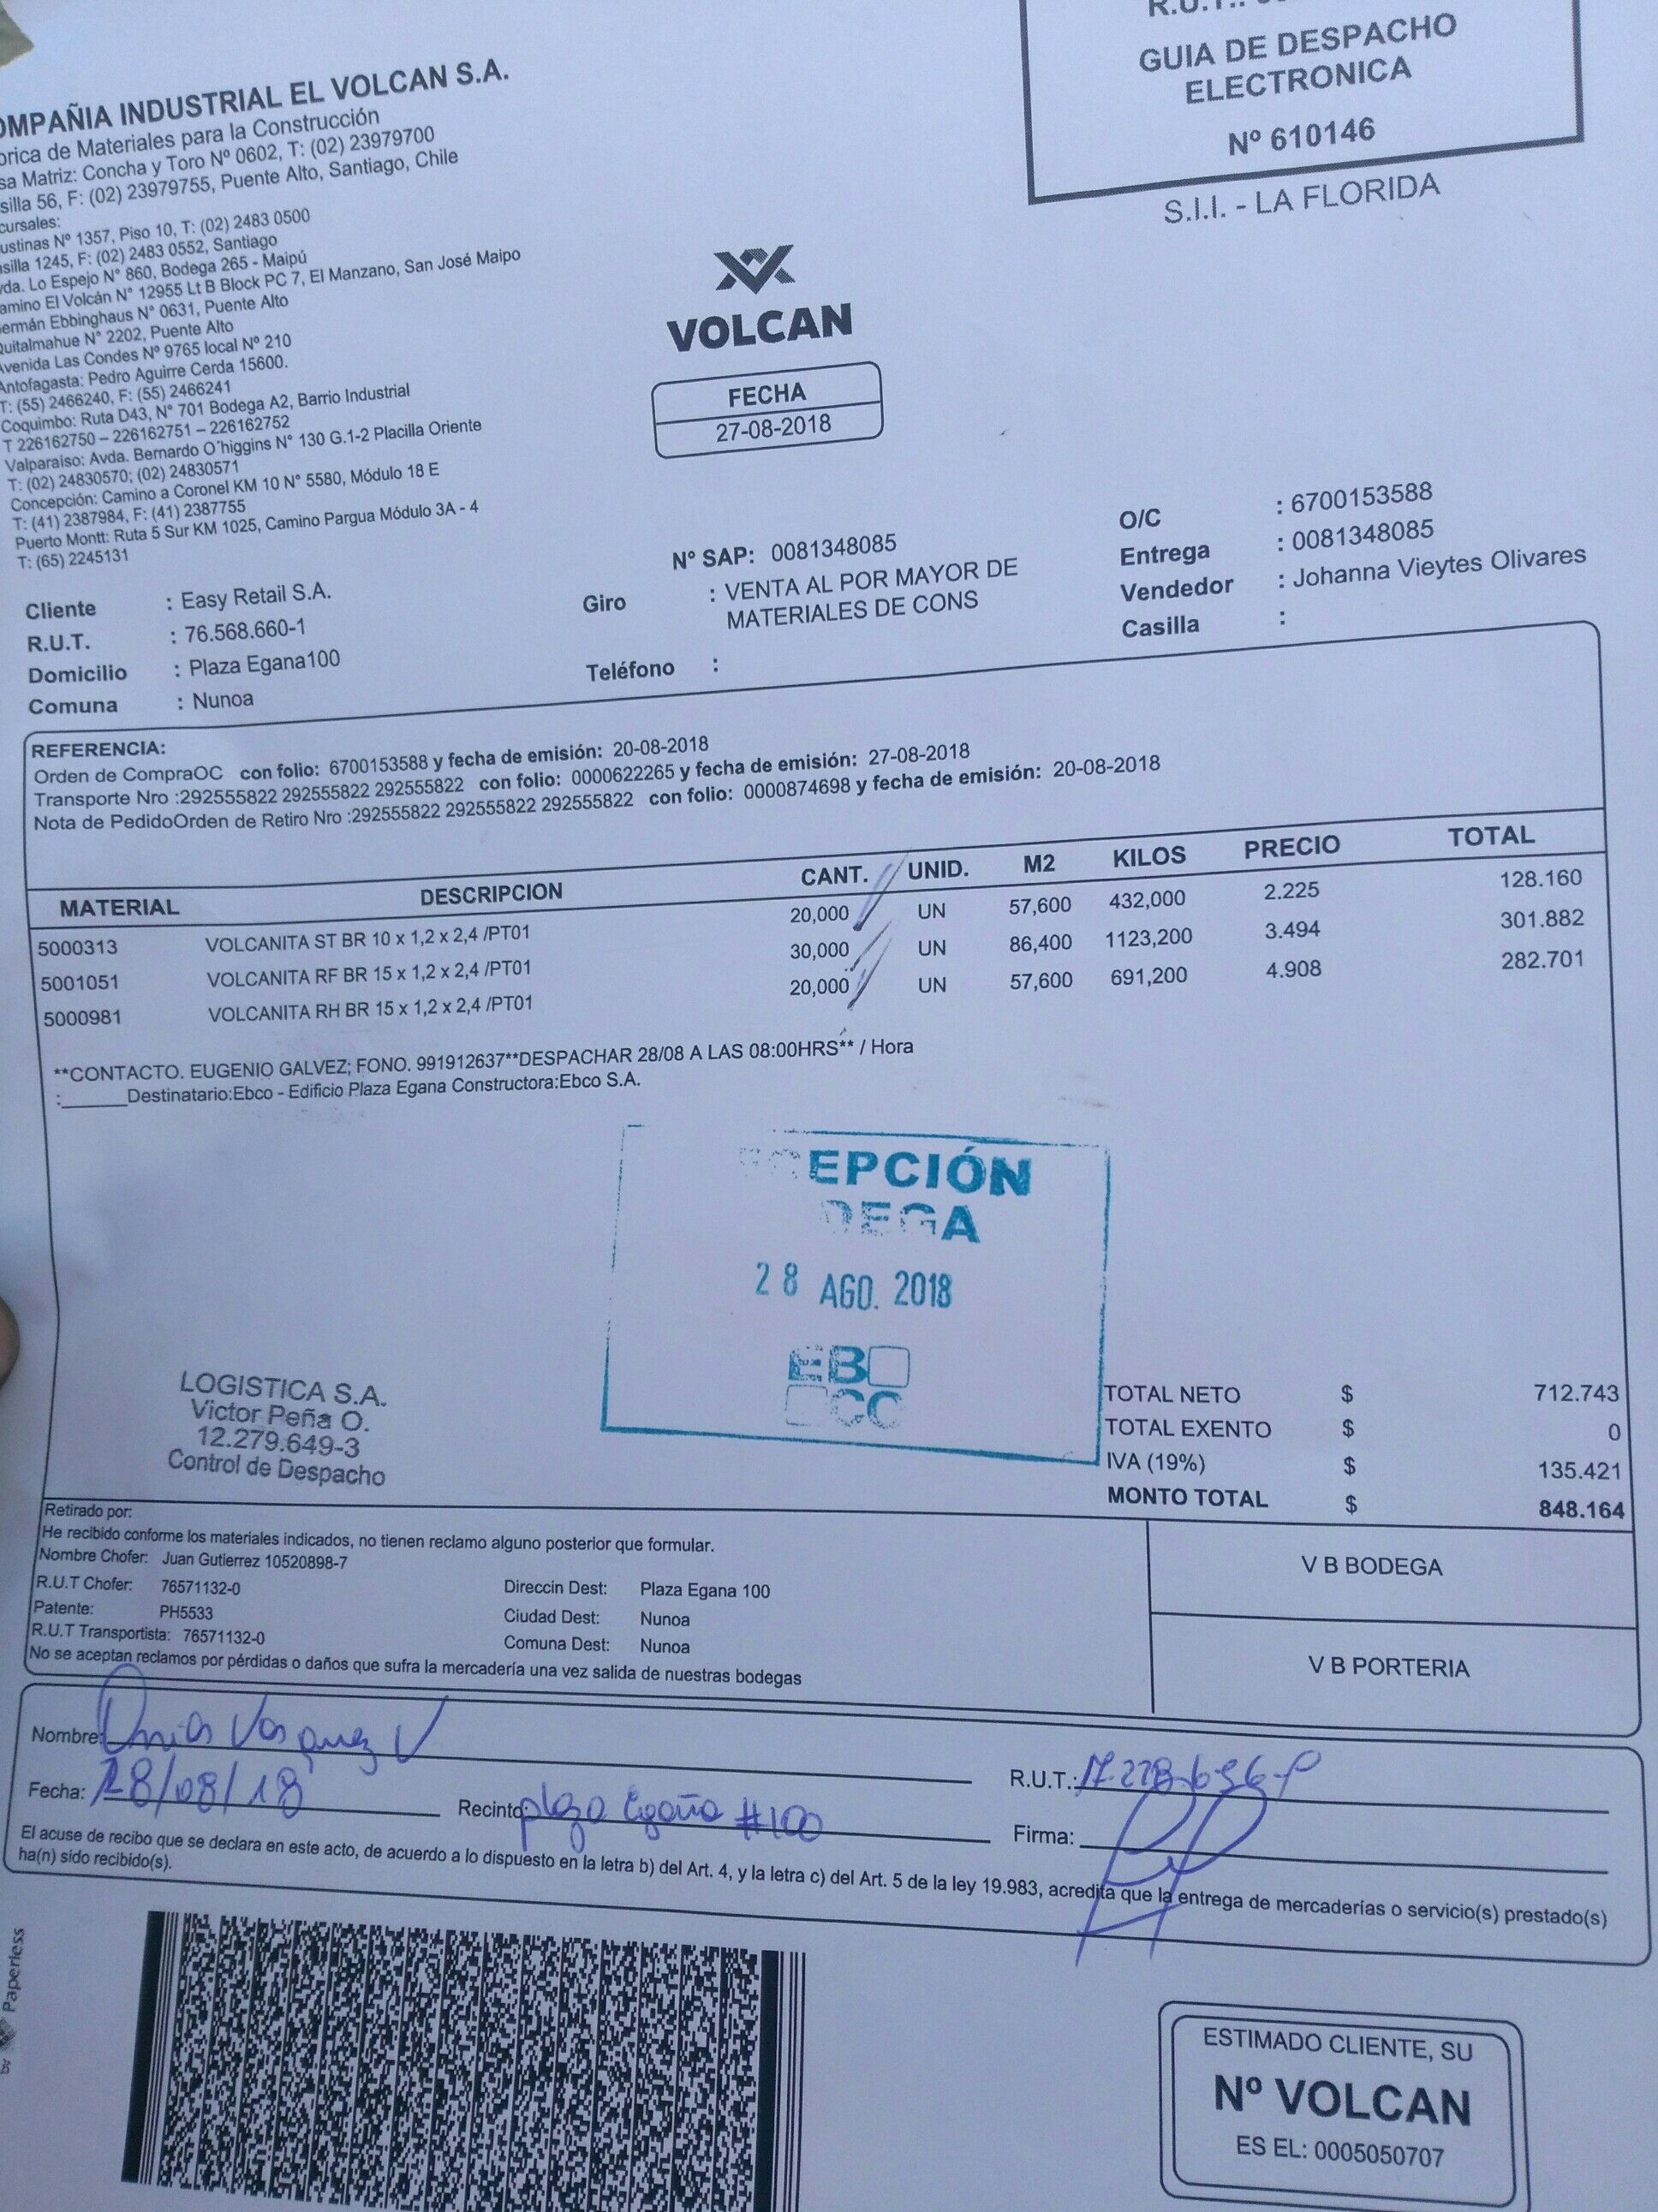 R.U.T.:
GUIA DE DESPACHO
ELECTRONICA
Nº 610146
S.I.I. - LA FLORIDA
OMPAÑIA INDUSTRIAL EL VOLCAN S.A.
brica de Materiales para la Construcción
sa Matriz: Concha y Toro Nº 0602, T: (02) 23979700
silla 56, F: (02) 23979755, Puente Alto, Santiago, Chile
cursales:
ustinas Nº 1357, Piso 10, T: (02) 2483 0500
asilla 1245, F: (02) 2483 0552, Santiago
vda. Lo Espejo N° 860, Bodega 265 - Maipú
amino El Volcán N° 12955 Lt B Block PC 7, El Manzano, San José Maipo
ermán Ebbinghaus N° 0631, Puente Alto
Quitalmahue N° 2202, Puente Alto
Avenida Las Condes Nº 9765 local Nº 210
Antofagasta: Pedro Aguirre Cerda 15600.
T: (55) 2466240, F: (55) 2466241
Coquimbo: Ruta D43, N° 701 Bodega A2, Barrio Industrial
T 226162750 – 226162751 – 226162752
Valparaiso: Avda. Bernardo O´higgins N° 130 G.1-2 Placilla Oriente
T: (02) 24830570; (02) 24830571
Concepción: Camino a Coronel KM 10 N° 5580, Módulo 18 E
T: (41) 2387984, F: (41) 2387755
Puerto Montt: Ruta 5 Sur KM 1025, Camino Pargua Módulo 3A - 4
T: (65) 2245131
VOLCAN
FECHA
27-08-2018
Cliente : Easy Retail S.A.
R.U.T. : 76.568.660-1
Domicilio : Plaza Egana100
Comuna : Nunoa
Nº SAP: 0081348085
Giro : VENTA AL POR MAYOR DE
MATERIALES DE CONS
Teléfono :
O/C : 6700153588
Entrega : 0081348085
Vendedor : Johanna Vieytes Olivares
Casilla :
REFERENCIA:
Orden de CompraOC con folio: 6700153588 y fecha de emisión: 20-08-2018
Transporte Nro :292555822 292555822 292555822 con folio: 0000622265 y fecha de emisión: 27-08-2018
Nota de PedidoOrden de Retiro Nro :292555822 292555822 292555822 con folio: 0000874698 y fecha de emisión: 20-08-2018
MATERIAL DESCRIPCION CANT. UNID. M2 KILOS PRECIO TOTAL
5000313 VOLCANITA ST BR 10 x 1,2 x 2,4 /PT01 20,000 UN 57,600 432,000 2.225 128.160
5001051 VOLCANITA RF BR 15 x 1,2 x 2,4 /PT01 30,000 UN 86,400 1123,200 3.494 301.882
5000981 VOLCANITA RH BR 15 x 1,2 x 2,4 /PT01 20,000 UN 57,600 691,200 4.908 282.701
**CONTACTO. EUGENIO GALVEZ; FONO. 991912637**DESPACHAR 28/08 A LAS 08:00HRS** / Hora
:______Destinatario:Ebco - Edificio Plaza Egana Constructora:Ebco S.A.
EPCIÓN
DEGA
28 AGO. 2018
EB
CO
LOGISTICA S.A.
Victor Peña O.
12.279.649-3
Control de Despacho
TOTAL NETO $ 712.743
TOTAL EXENTO $ 0
IVA (19%) $ 135.421
MONTO TOTAL $ 848.164
Retirado por:
He recibido conforme los materiales indicados, no tienen reclamo alguno posterior que formular.
Nombre Chofer: Juan Gutierrez 10520898-7
R.U.T Chofer: 76571132-0 Direccin Dest: Plaza Egana 100
Patente: PH5533 Ciudad Dest: Nunoa
R.U.T Transportista: 76571132-0 Comuna Dest: Nunoa
No se aceptan reclamos por pérdidas o daños que sufra la mercadería una vez salida de nuestras bodegas
V B BODEGA
V B PORTERIA
Nombre: Vasquez V
R.U.T.:
Fecha: 28/08/18 Recinto: plaza Egaña #100
Firma:
El acuse de recibo que se declara en este acto, de acuerdo a lo dispuesto en la letra b) del Art. 4, y la letra c) del Art. 5 de la ley 19.983, acredita que la entrega de mercaderías o servicio(s) prestado(s)
ha(n) sido recibido(s).
by Paperless
ESTIMADO CLIENTE, SU
Nº VOLCAN
ES EL: 0005050707